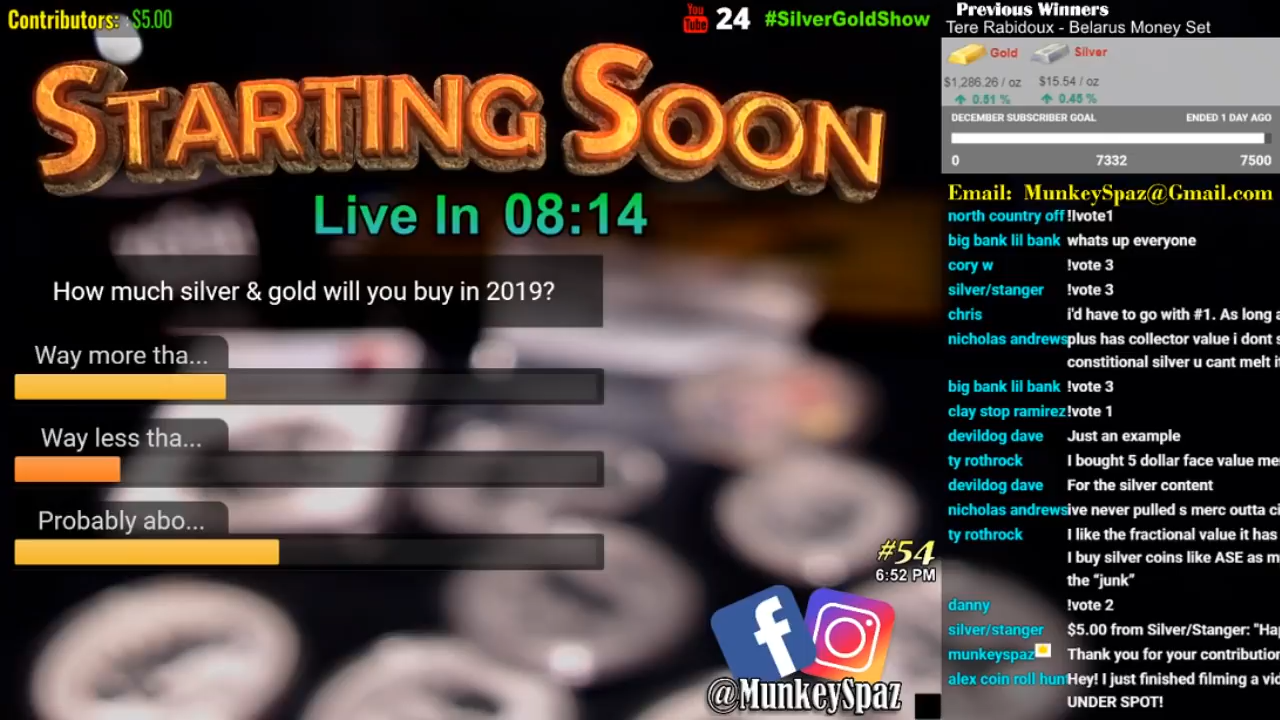 Contributors: $5.00
You Tube 24 #SilverGoldShow
STARTING SOON
Live In 08:14
How much silver & gold will you buy in 2019?
Way more tha...
Way less tha...
Probably abo...
#54
6:52 PM
@MunkeySpaz
Previous Winners
Tere Rabidoux - Belarus Money Set
Gold Silver
$1,286.26 / oz $15.54 / oz
0.51 % 0.45 %
DECEMBER SUBSCRIBER GOAL ENDED 1 DAY AGO
0 7332 7500
Email: MunkeySpaz@Gmail.com
north country off !lvote1
big bank lil bank whats up everyone
cory w !vote 3
silver/stanger !vote 3
chris i'd have to go with #1. As long a
nicholas andrews plus has collector value i dont s
constitional silver u cant melt i
big bank lil bank !vote 3
clay stop ramirez !vote 1
devildog dave Just an example
ty rothrock I bought 5 dollar face value me
devildog dave For the silver content
nicholas andrews ive never pulled s merc outta ci
ty rothrock I like the fractional value it has
I buy silver coins like ASE as m
the “junk”
danny !vote 2
silver/stanger $5.00 from Silver/Stanger: "Ha
munkeyspaz Thank you for your contribution
alex coin roll hunt Hey! I just finished filming a vi
UNDER SPOT!